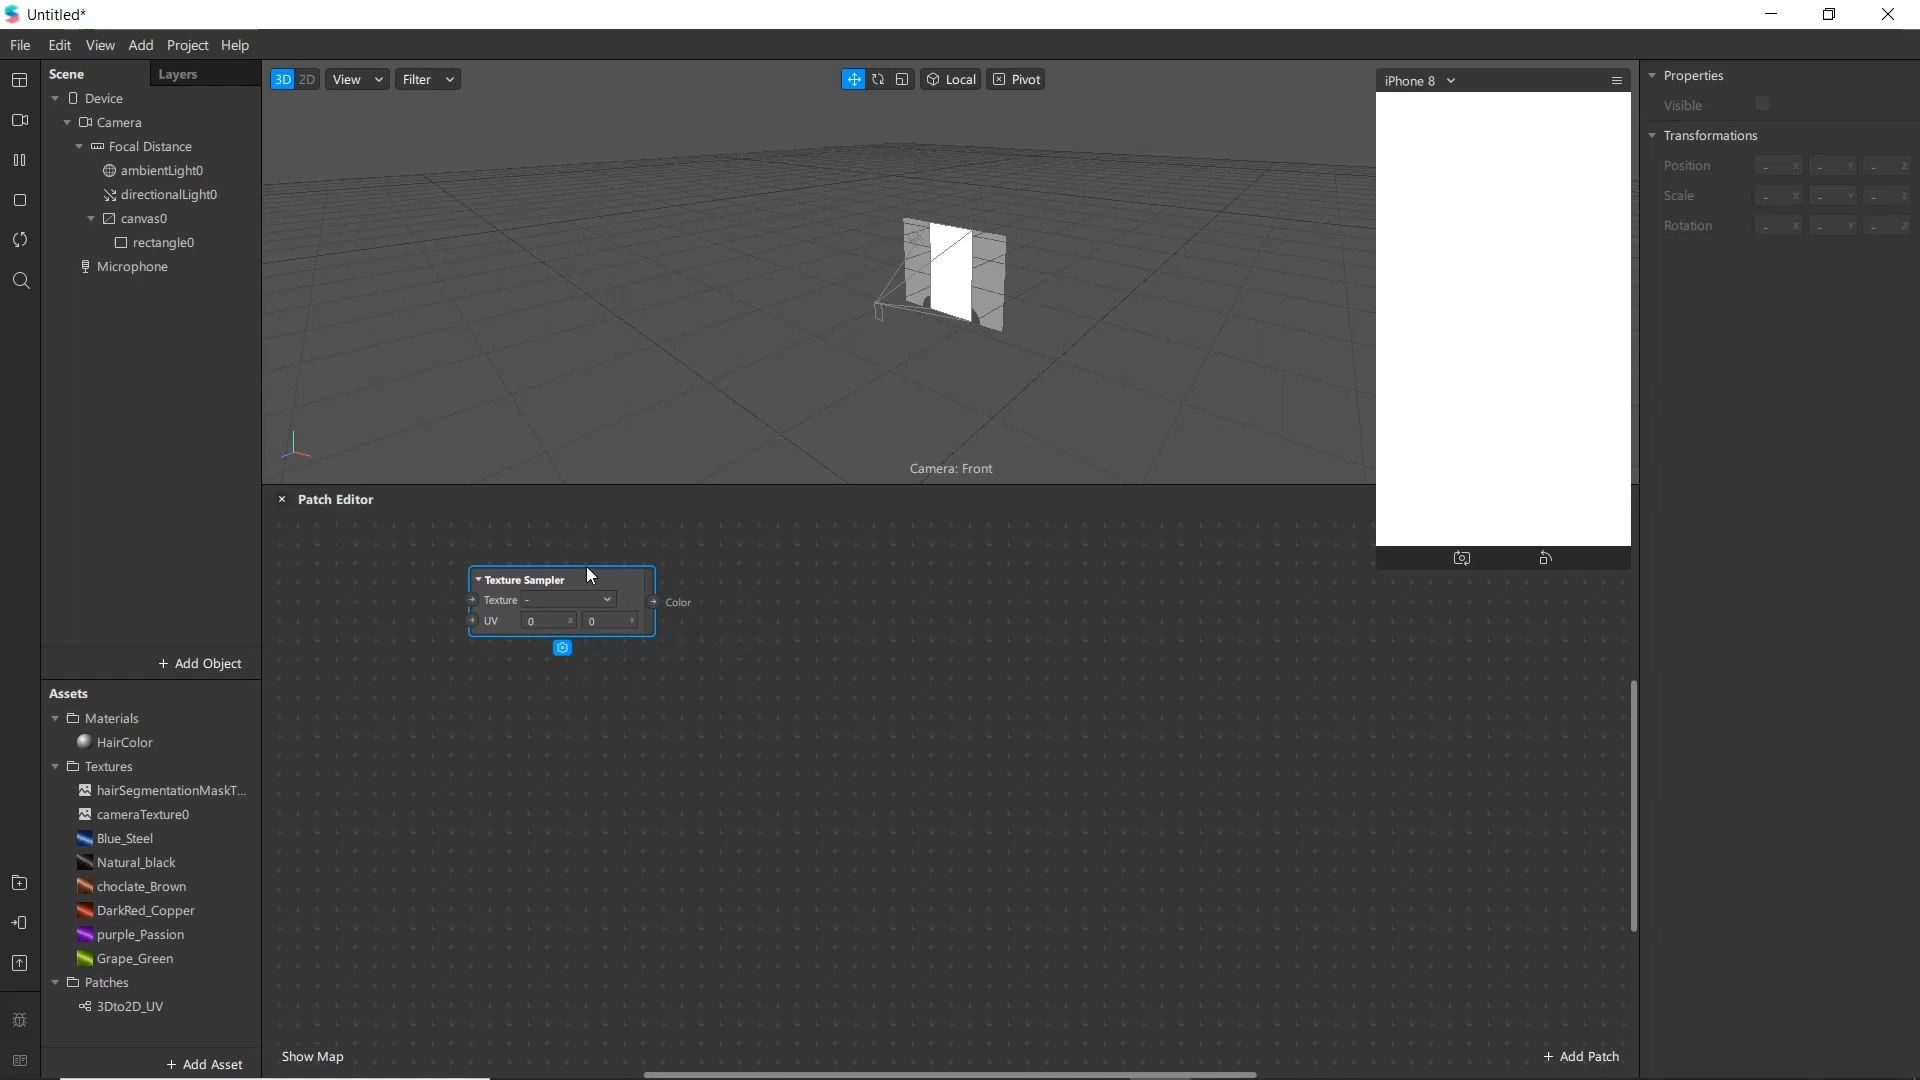 Untitled*
File Edit View Add Project Help
Scene
Layers
Device
Camera
Focal Distance
ambientLight0
directionalLight0
canvas0
rectangle0
Microphone
+ Add Object
Assets
Materials
HairColor
Textures
hairSegmentationMaskT...
cameraTexture0
Blue_Steel
Natural_black
choclate_Brown
DarkRed_Copper
purple_Passion
Grape_Green
Patches
3Dto2D_UV
+ Add Asset
3D 2D View Filter
Local Pivot
Camera: Front
iPhone 8
× Patch Editor
Texture Sampler
Texture -
UV 0 X 0 Y
Color
Show Map
+ Add Patch
Properties
Visible
Transformations
Position - X - Y - Z
Scale - X - Y - Z
Rotation - X - Y - Z